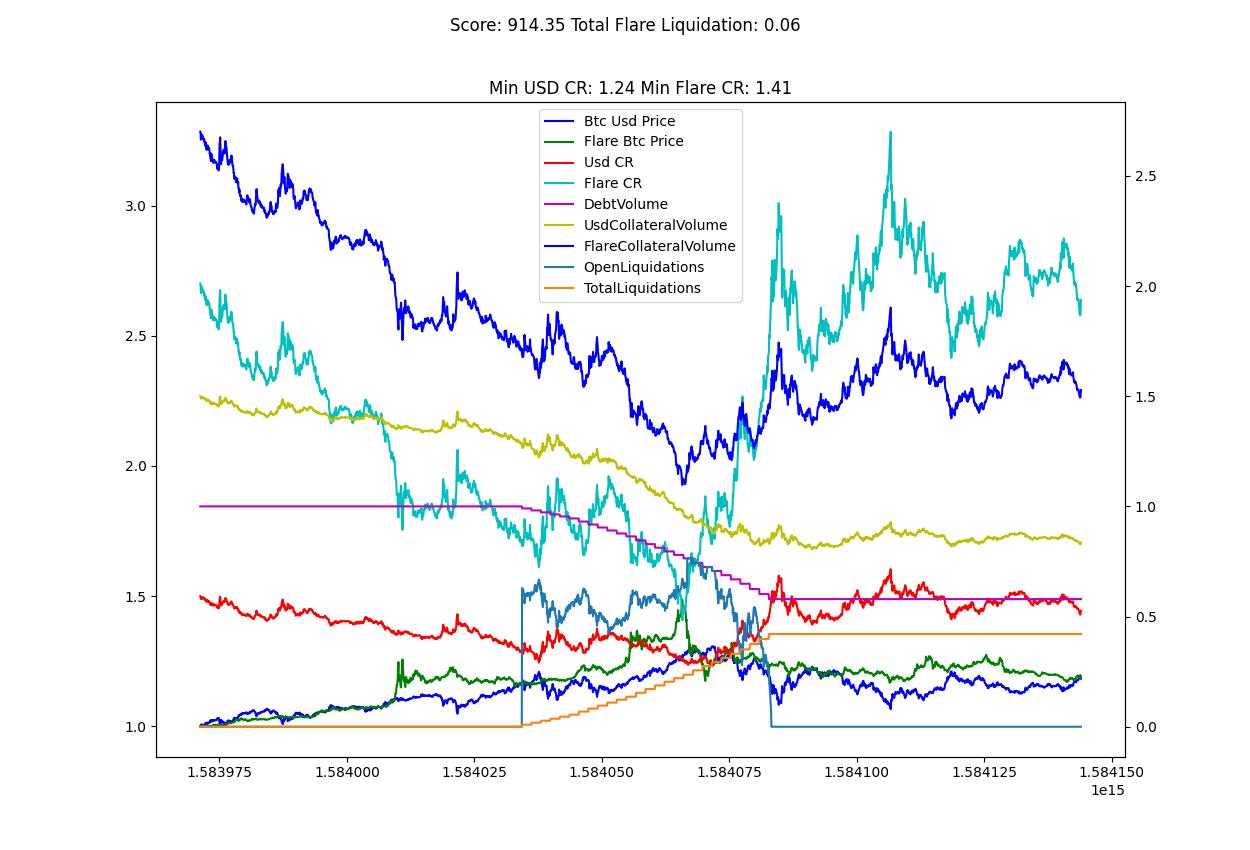 Score: 914.35 Total Flare Liquidation: 0.06
Min USD CR: 1.24 Min Flare CR: 1.41
Btc Usd Price
Flare Btc Price
Usd CR
Flare CR
DebtVolume
UsdCollateralVolume
FlareCollateralVolume
OpenLiquidations
TotalLiquidations
3.0
2.5
2.0
1.5
1.0
2.5
2.0
1.5
1.0
0.5
0.0
1.583975 1.584000 1.584025 1.584050 1.584075 1.584100 1.584125 1.584150
1e15